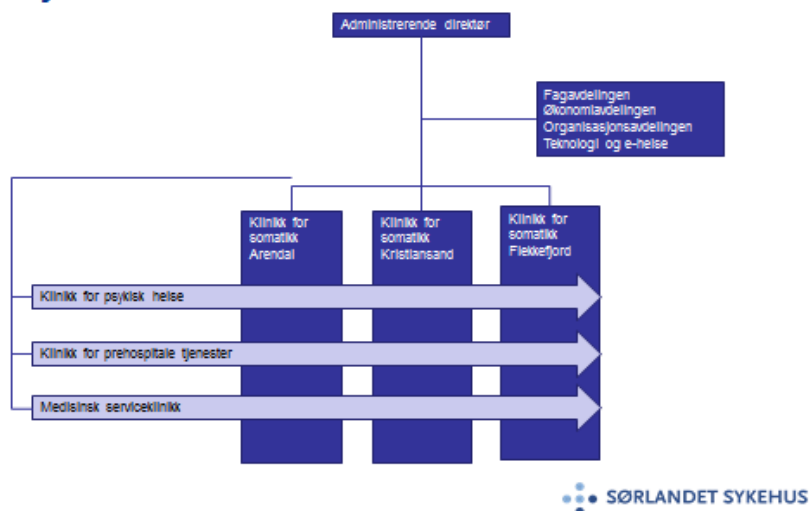 Administrerende direktør
Fagavdelingen
Økonomiavdelingen
Organisasjonsavdelingen
Teknologi og e-helse
Klinikk for
somatikk
Arendal
Klinikk for
somatikk
Kristiansand
Klinikk for
somatikk
Flekkefjord
Klinikk for psykisk helse
Klinikk for prehospitale tjenester
Medisinsk serviceklinikk
SØRLANDET SYKEHUS